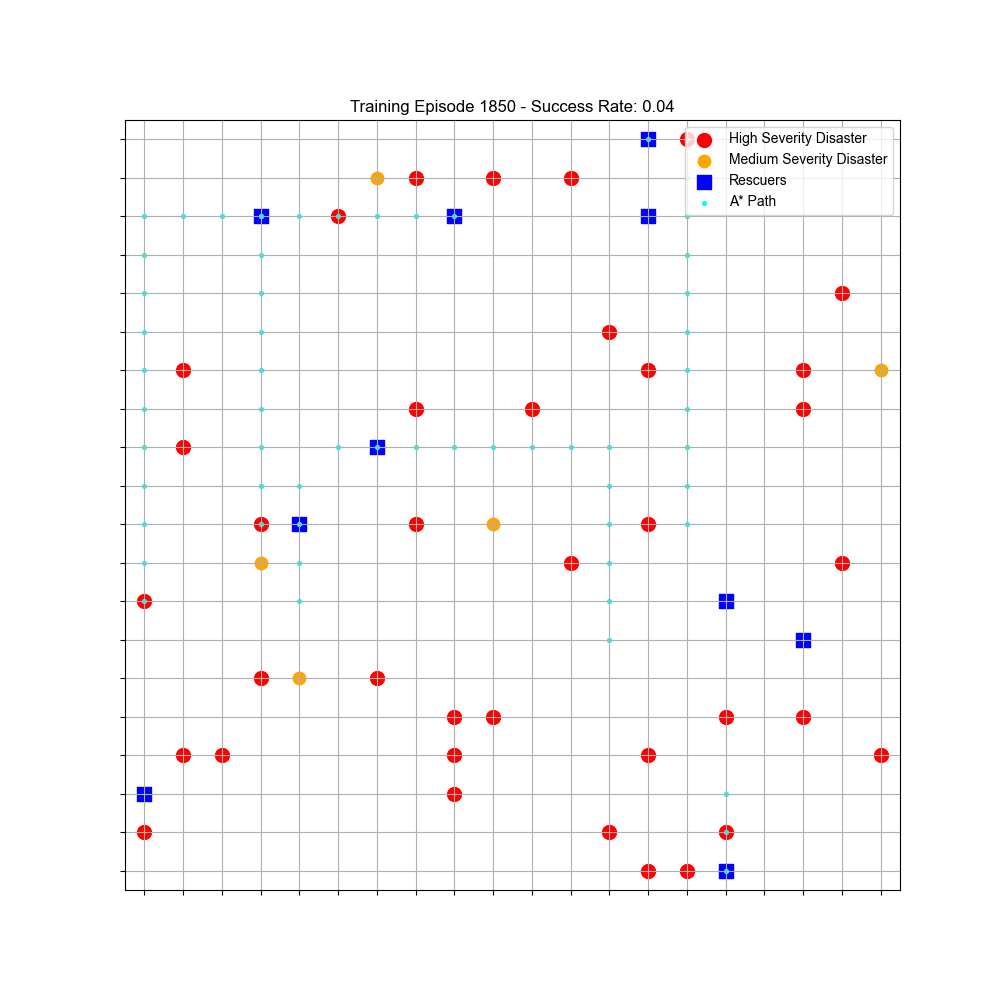 Training Episode 1850 - Success Rate: 0.04
High Severity Disaster
Medium Severity Disaster
Rescuers
A* Path